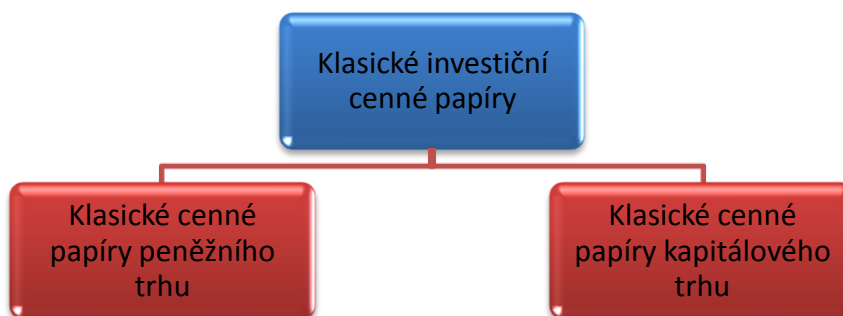 Klasické investiční
cenné papíry
Klasické cenné
papíry peněžního
trhu
Klasické cenné
papíry kapitálového
trhu